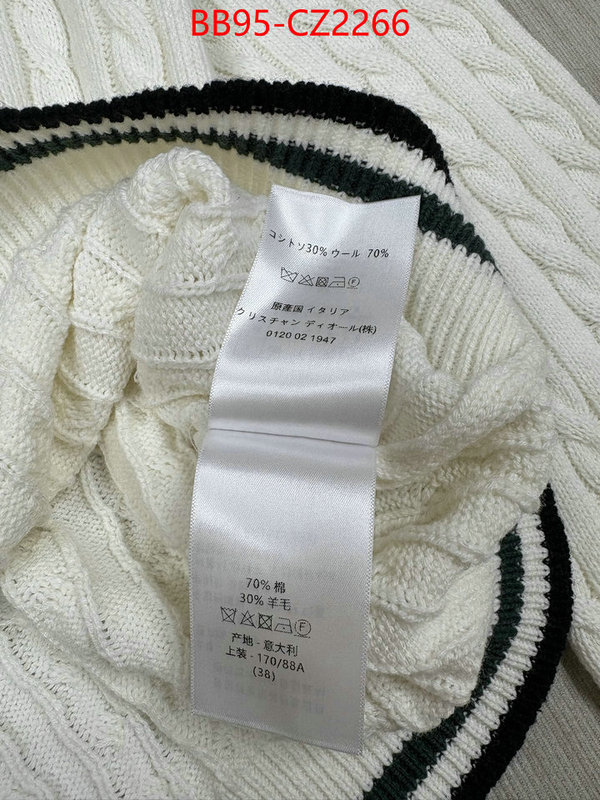 BB95-CZ2266
コントソ30% ウール 70%
原産国 イタリア
クリスチャン ディオール(株)
0120 02 1947
70% 棉
30% 羊毛
F
产地 - 意大利
上装 - 170/88A
(38)